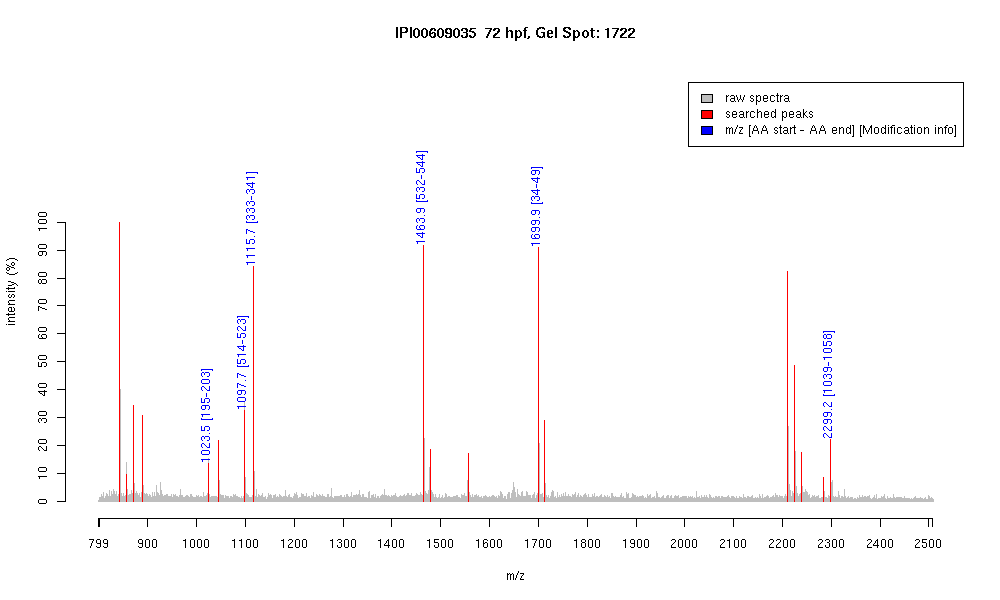 IPI00609035 72 hpf, Gel Spot: 1722
raw spectra
searched peaks
m/z [AA start - AA end] [Modification info]
1023.5 [195-203]
1097.7 [514-523]
1115.7 [333-341]
1463.9 [532-544]
1699.9 [34-49]
2299.2 [1039-1058]
intensity (%)
100
90
80
70
60
50
40
30
20
10
0
799 900 1000 1100 1200 1300 1400 1500 1600 1700 1800 1900 2000 2100 2200 2300 2400 2500
m/z